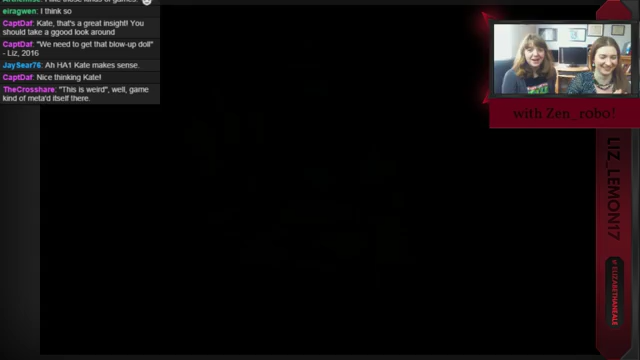 eiragwen: I think so
CaptDaf: Kate, that's a great insight! You
should take a ggood look around
CaptDaf: "We need to get that blow-up doll"
- Liz, 2016
JaySear76: Ah HA1 Kate makes sense.
CaptDaf: Nice thinking Kate!
TheCrosshare: "This is weird", well, game
kind of meta'd itself there.
with Zen_robo!
LIZ_LEMON17